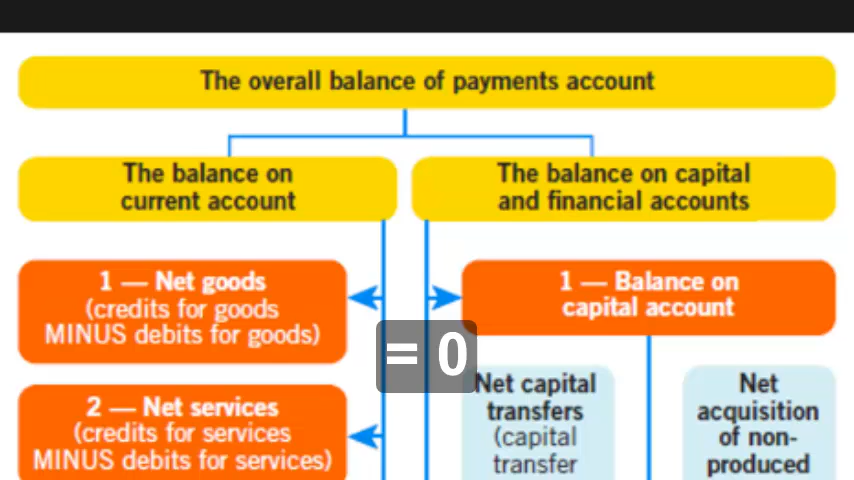 The overall balance of payments account
The balance on
current account
The balance on capital
and financial accounts
1 — Net goods
(credits for goods
MINUS debits for goods)
1 — Balance on
capital account
= 0
2 — Net services
(credits for services
MINUS debits for services)
Net capital
transfers
(capital
transfer
Net
acquisition
of non-
produced